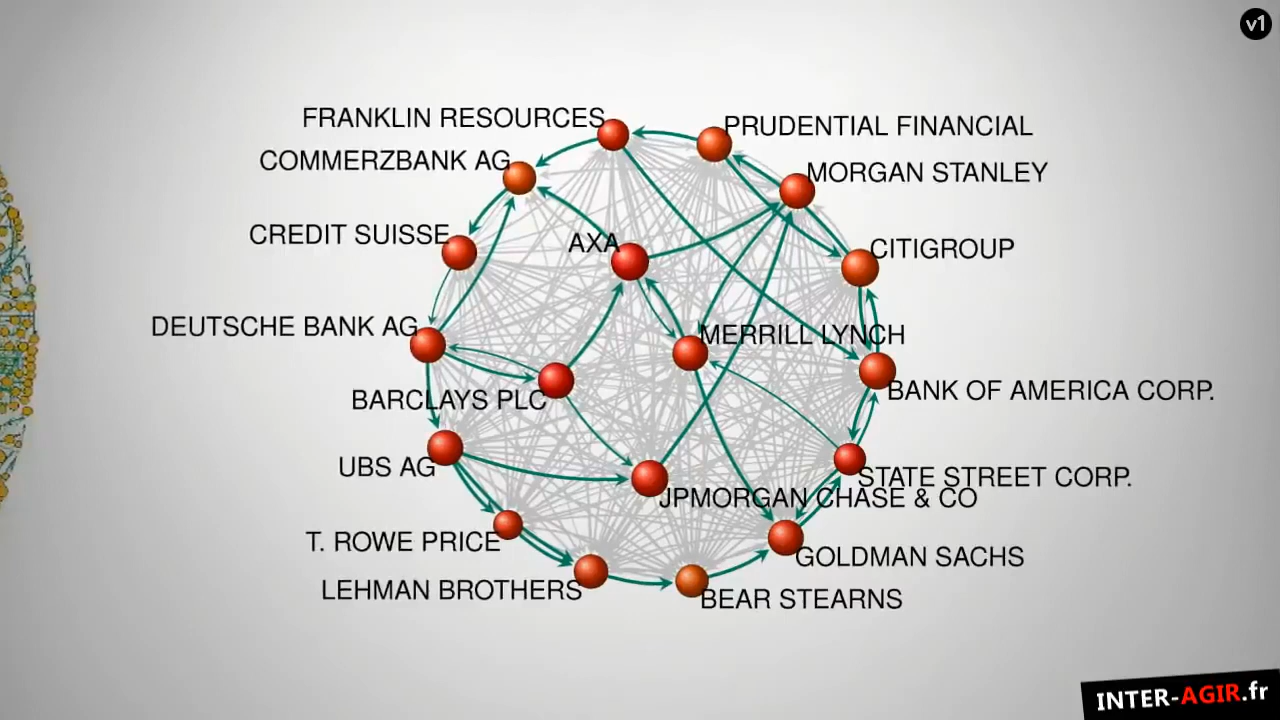 v1
FRANKLIN RESOURCES
PRUDENTIAL FINANCIAL
COMMERZBANK AG
MORGAN STANLEY
CREDIT SUISSE
AXA
CITIGROUP
DEUTSCHE BANK AG
MERRILL LYNCH
BARCLAYS PLC
BANK OF AMERICA CORP.
UBS AG
STATE STREET CORP.
JPMORGAN CHASE & CO
T. ROWE PRICE
GOLDMAN SACHS
LEHMAN BROTHERS
BEAR STEARNS
INTER-AGIR.fr